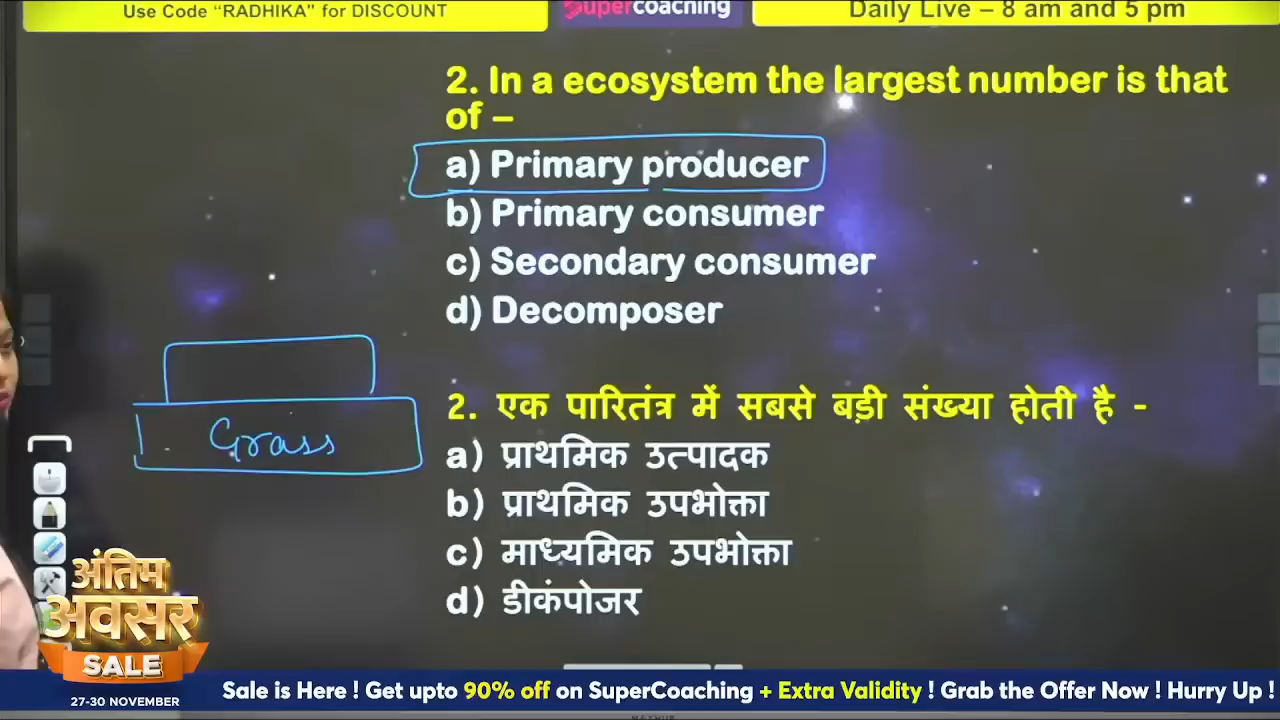 Use Code “RADHIKA” for DISCOUNT
Supercoaching
Daily Live – 8 am and 5 pm
2. In a ecosystem the largest number is that
of –
a) Primary producer
b) Primary consumer
c) Secondary consumer
d) Decomposer
Grass
2. एक पारितंत्र में सबसे बड़ी संख्या होती है -
a) प्राथमिक उत्पादक
b) प्राथमिक उपभोक्ता
c) माध्यमिक उपभोक्ता
d) डीकंपोजर
अंतिम
अवसर
SALE
27-30 NOVEMBER
Sale is Here ! Get upto 90% off on SuperCoaching + Extra Validity ! Grab the Offer Now ! Hurry Up !